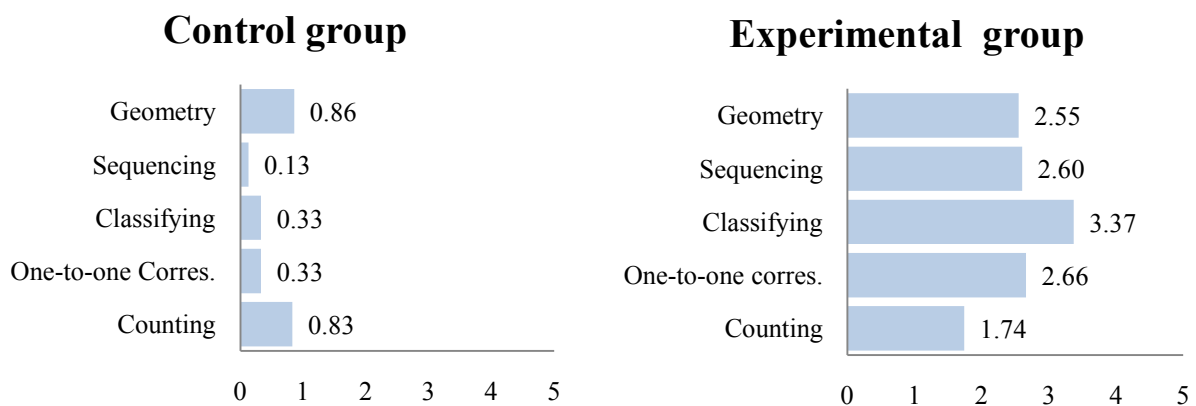 Control group
Geometry 0.86
Sequencing 0.13
Classifying 0.33
One-to-one Corres. 0.33
Counting 0.83
0 1 2 3 4 5
Experimental group
Geometry 2.55
Sequencing 2.60
Classifying 3.37
One-to-one corres. 2.66
Counting 1.74
0 1 2 3 4 5